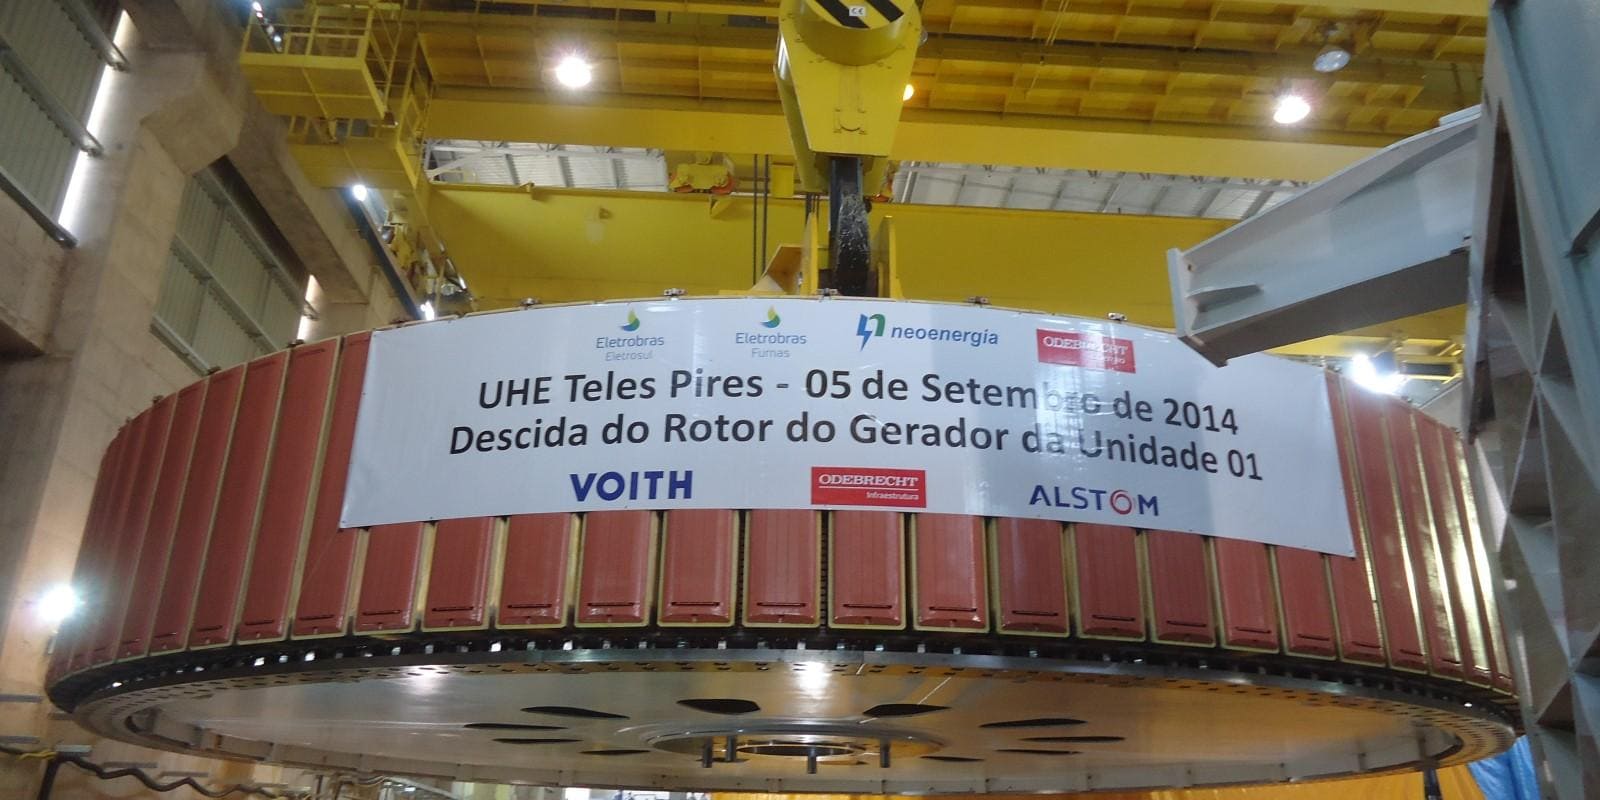 CE
Eletrobras
Eletrosul
Eletrobras
Furnas
neoenergia
ODEBRECHT
UHE Teles Pires - 05 de Setembro de 2014
Descida do Rotor do Gerador da Unidade 01
VOITH
ODEBRECHT
Infraestrutura
ALSTOM